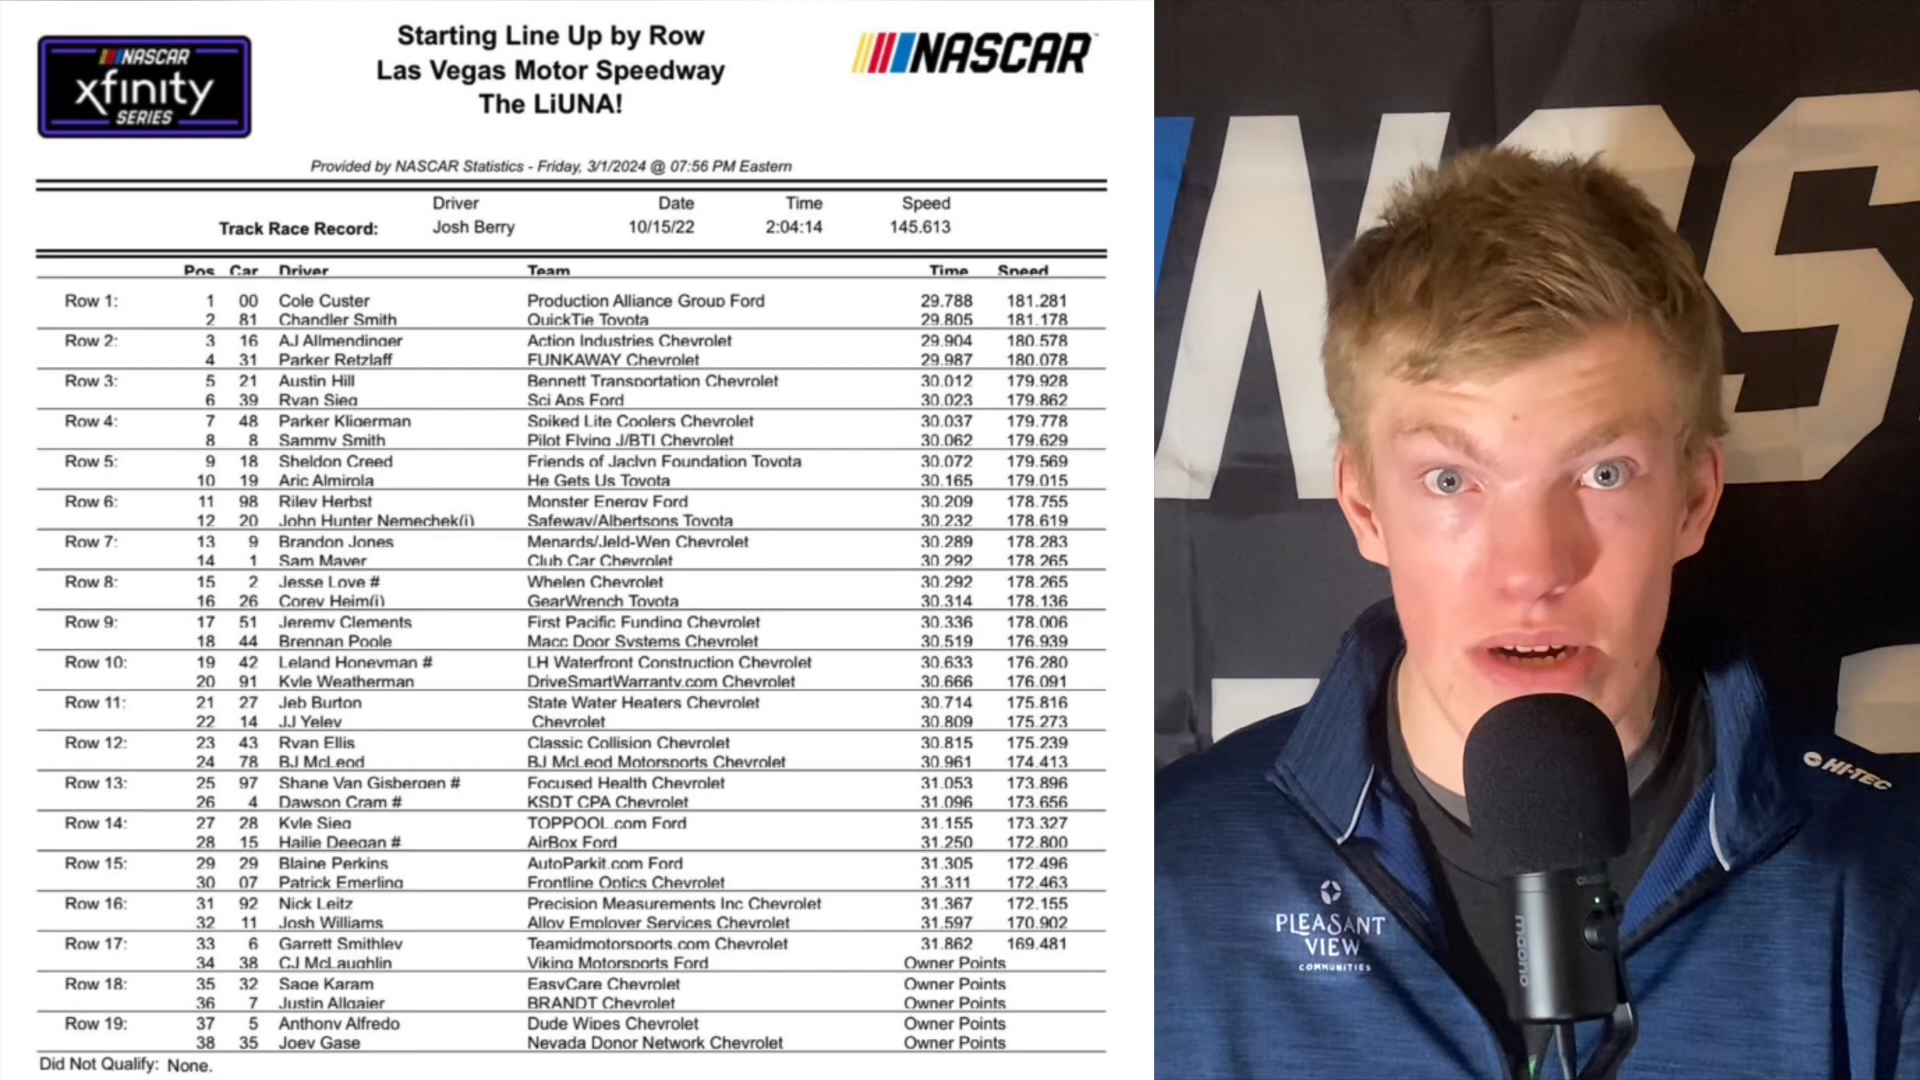 NASCAR
xfinity
SERIES
Starting Line Up by Row
Las Vegas Motor Speedway
The LiUNA!
NASCAR
Provided by NASCAR Statistics - Friday, 3/1/2024 @ 07:56 PM Eastern
Driver Date Time Speed
Track Race Record: Josh Berry 10/15/22 2:04:14 145.613
Pos Car Driver Team Time Speed
Row 1: 1 00 Cole Custer Production Alliance Group Ford 29.788 181.281
2 81 Chandler Smith QuickTie Toyota 29.805 181.178
Row 2: 3 16 AJ Allmendinger Action Industries Chevrolet 29.904 180.578
4 31 Parker Retzlaff FUNKAWAY Chevrolet 29.987 180.078
Row 3: 5 21 Austin Hill Bennett Transportation Chevrolet 30.012 179.928
6 39 Ryan Sieg Sci Aps Ford 30.023 179.862
Row 4: 7 48 Parker Kligerman Spiked Lite Coolers Chevrolet 30.037 179.778
8 8 Sammy Smith Pilot Flying J/BTI Chevrolet 30.062 179.629
Row 5: 9 18 Sheldon Creed Friends of Jaclyn Foundation Toyota 30.072 179.569
10 19 Aric Almirola He Gets Us Toyota 30.165 179.015
Row 6: 11 98 Riley Herbst Monster Energy Ford 30.209 178.755
12 20 John Hunter Nemechek(i) Safeway/Albertsons Toyota 30.232 178.619
Row 7: 13 9 Brandon Jones Menards/Jeld-Wen Chevrolet 30.289 178.283
14 1 Sam Mayer Club Car Chevrolet 30.292 178.265
Row 8: 15 2 Jesse Love # Whelen Chevrolet 30.292 178.265
16 26 Corey Heim(i) GearWrench Toyota 30.314 178.136
Row 9: 17 51 Jeremy Clements First Pacific Funding Chevrolet 30.336 178.006
18 44 Brennan Poole Macc Door Systems Chevrolet 30.519 176.939
Row 10: 19 42 Leland Honeyman # LH Waterfront Construction Chevrolet 30.633 176.280
20 91 Kyle Weatherman DriveSmartWarranty.com Chevrolet 30.666 176.091
Row 11: 21 27 Jeb Burton State Water Heaters Chevrolet 30.714 175.816
22 14 JJ Yeley Chevrolet 30.809 175.273
Row 12: 23 43 Ryan Ellis Classic Collision Chevrolet 30.815 175.239
24 78 BJ McLeod BJ McLeod Motorsports Chevrolet 30.961 174.413
Row 13: 25 97 Shane Van Gisbergen # Focused Health Chevrolet 31.053 173.896
26 4 Dawson Cram # KSDT CPA Chevrolet 31.096 173.656
Row 14: 27 28 Kyle Sieg TOPPOOL.com Ford 31.155 173.327
28 15 Hailie Deegan # AirBox Ford 31.250 172.800
Row 15: 29 29 Blaine Perkins AutoParkit.com Ford 31.305 172.496
30 07 Patrick Emerling Frontline Optics Chevrolet 31.311 172.463
Row 16: 31 92 Nick Leitz Precision Measurements Inc Chevrolet 31.367 172.155
32 11 Josh Williams Alloy Employer Services Chevrolet 31.597 170.902
Row 17: 33 6 Garrett Smithley Teamidmotorsports.com Chevrolet 31.862 169.481
34 38 CJ McLaughlin Viking Motorsports Ford Owner Points
Row 18: 35 32 Sage Karam EasyCare Chevrolet Owner Points
36 7 Justin Allgaier BRANDT Chevrolet Owner Points
Row 19: 37 5 Anthony Alfredo Dude Wipes Chevrolet Owner Points
38 35 Joey Gase Nevada Donor Network Chevrolet Owner Points
Did Not Qualify: None.
HI-TEC
PLEASANT
VIEW
COMMUNITIES
maono